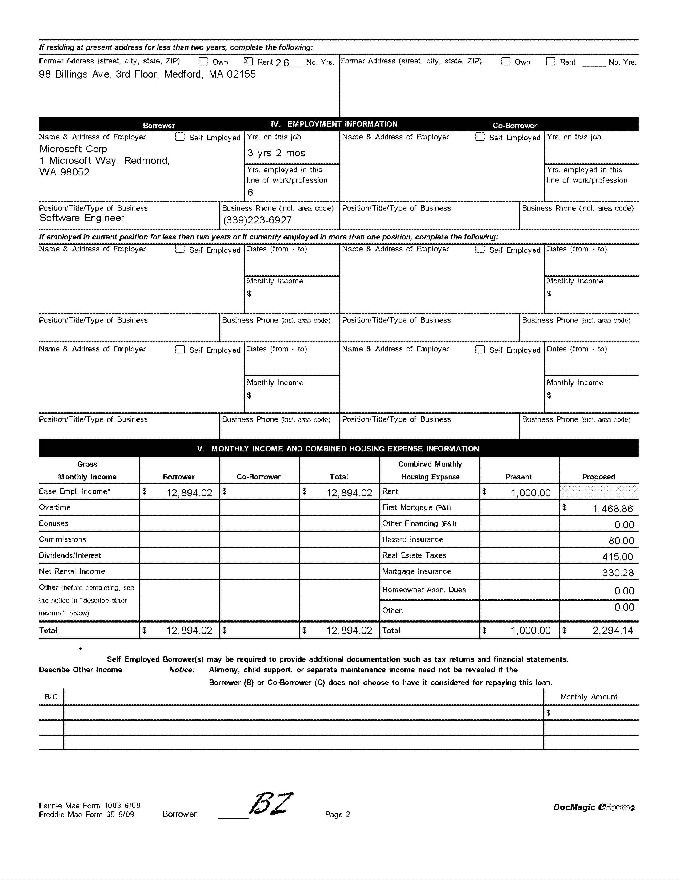 If residing at present address for less than two years, complete the following:
Former Address (street, city, state, ZIP) Own Rent 2.6 No. Yrs. Former Address (street, city, state, ZIP) Own Rent No. Yrs.
98 Billings Ave, 3rd Floor, Medford, MA 02155
Borrower IV. EMPLOYMENT INFORMATION Co-Borrower
Name & Address of Employer Self Employed Yrs. on this job Name & Address of Employer Self Employed Yrs. on this job
Microsoft Corp
1 Microsoft Way, Redmond,
WA 98052
3 yrs 2 mos
Yrs. employed in this line of work/profession Yrs. employed in this line of work/profession
6
Position/Title/Type of Business Business Phone (incl. area code) Position/Title/Type of Business Business Phone (incl. area code)
Software Engineer (339)223-6927
If employed in current position for less than two years or if currently employed in more than one position, complete the following:
Name & Address of Employer Self Employed Dates (from - to) Name & Address of Employer Self Employed Dates (from - to)
Monthly Income Monthly Income
$ $
Position/Title/Type of Business Business Phone (incl. area code) Position/Title/Type of Business Business Phone (incl. area code)
Name & Address of Employer Self Employed Dates (from - to) Name & Address of Employer Self Employed Dates (from - to)
Monthly Income Monthly Income
$ $
Position/Title/Type of Business Business Phone (incl. area code) Position/Title/Type of Business Business Phone (incl. area code)
V. MONTHLY INCOME AND COMBINED HOUSING EXPENSE INFORMATION
Gross Monthly Income Borrower Co-Borrower Total Combined Monthly Housing Expense Present Proposed
Base Empl. Income* $ 12,894.02 $ $ 12,894.02 Rent $ 1,000.00
Overtime First Mortgage (P&I) $ 1,468.86
Bonuses Other Financing (P&I) 0.00
Commissions Hazard Insurance 80.00
Dividends/Interest Real Estate Taxes 415.00
Net Rental Income Mortgage Insurance 330.28
Other (before completing, see the notice in "describe other income," below) Homeowner Assn. Dues 0.00
Other: 0.00
Total $ 12,894.02 $ $ 12,894.02 Total $ 1,000.00 $ 2,294.14
*
Self Employed Borrower(s) may be required to provide additional documentation such as tax returns and financial statements.
Describe Other Income Notice: Alimony, child support, or separate maintenance income need not be revealed if the
Borrower (B) or Co-Borrower (C) does not choose to have it considered for repaying this loan.
B/C Monthly Amount
$
Fannie Mae Form 1003 6/09
Freddie Mac Form 65 6/09 Borrower BZ Page 2
DocMagic